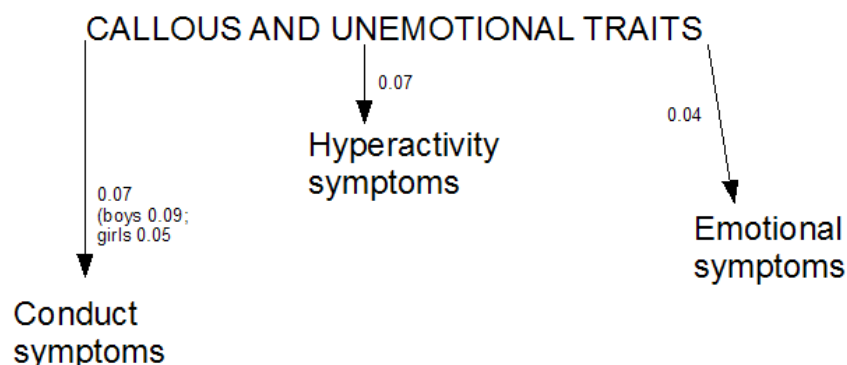 CALLOUS AND UNEMOTIONAL TRAITS
0.07
0.04
Hyperactivity
symptoms
0.07
(boys 0.09;
girls 0.05
Emotional
symptoms
Conduct
symptoms